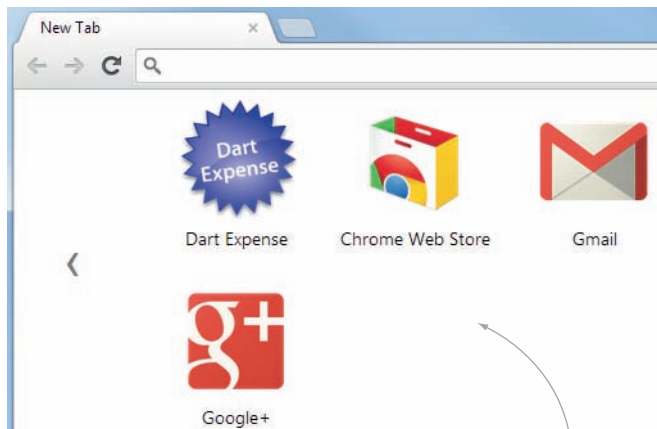 New Tab
Dart
Expense
Dart Expense
Chrome Web Store
Gmail
g+
Google+